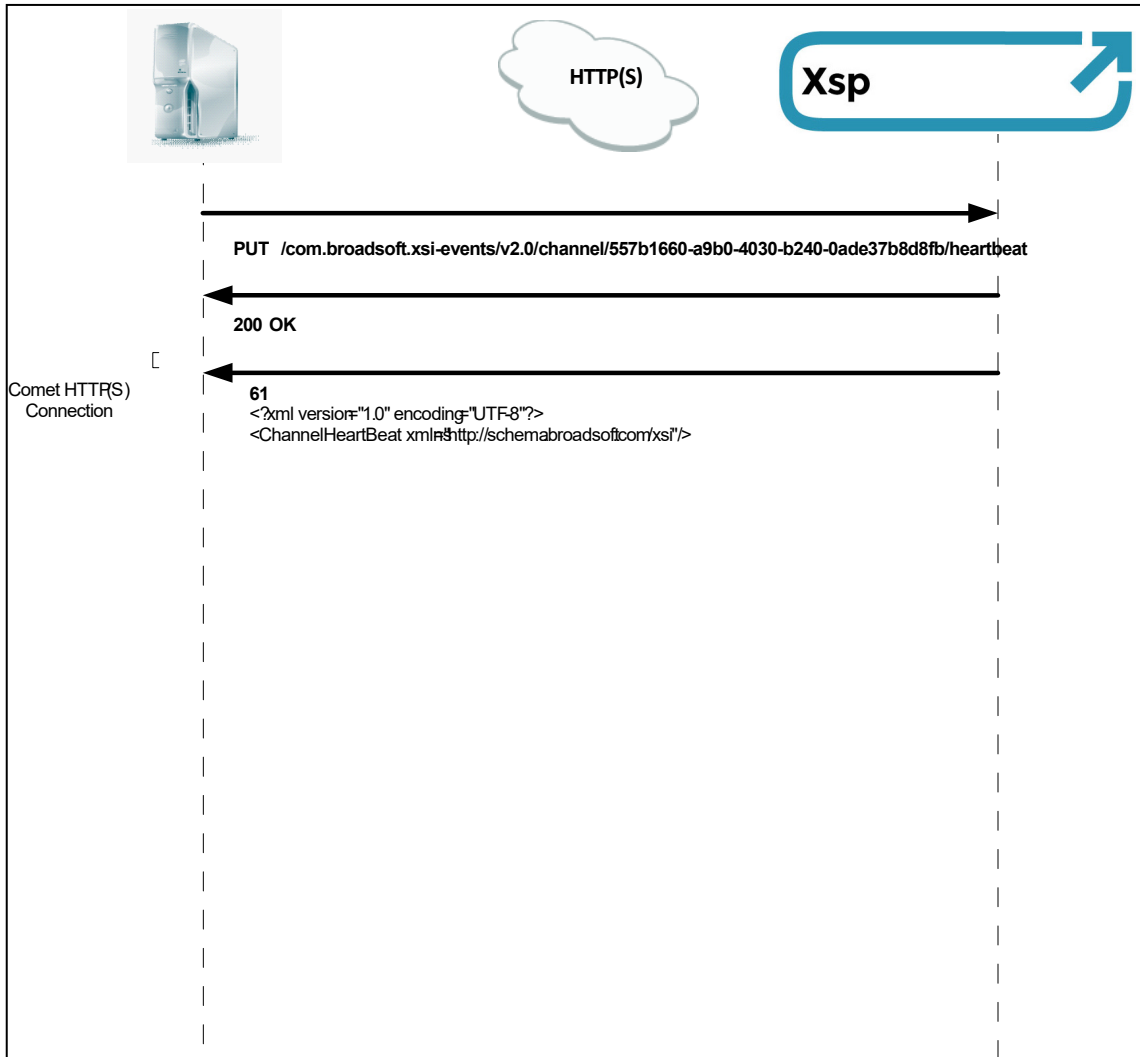 HTTP(S)
Xsp
PUT /com.broadsoft.xsi-events/v2.0/channel/557b1660-a9b0-4030-b240-0ade37b8d8fb/heartbeat
200 OK
Comet HTTP(S)
Connection
61
<?xml version="1.0" encoding="UTF-8"?>
<ChannelHeartBeat xmlns="http://schema.broadsoft.com/xsi"/>